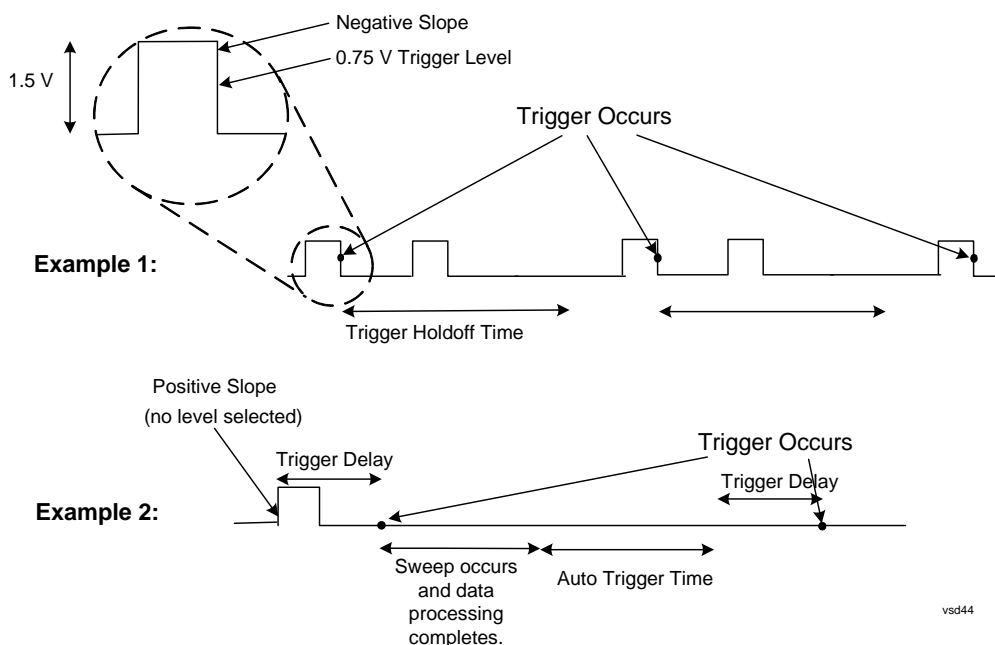 Negative Slope
1.5 V
0.75 V Trigger Level
Trigger Occurs
Example 1:
Trigger Holdoff Time
Positive Slope
(no level selected)
Trigger Delay
Trigger Occurs
Trigger Delay
Example 2:
Sweep occurs
and data
processing
completes.
Auto Trigger Time
vsd44